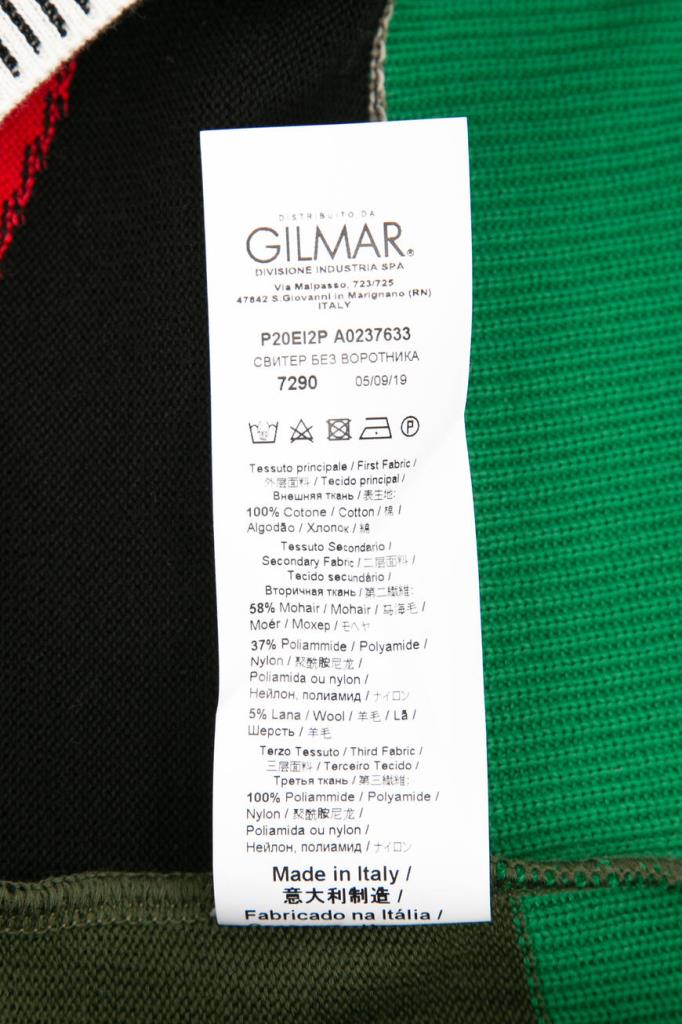 DISTRIBUITO DA
GILMAR®
DIVISIONE INDUSTRIA SPA
Via Malpasso, 723/725
47842 S.Giovanni in Marignano (RN)
ITALY
P20EI2P A0237633
СВИТЕР БЕЗ ВОРОТНИКА
7290 05/09/19
P
Tessuto principale / First Fabric /
外层面料 / Tecido principal /
Внешняя ткань / 表生地:
100% Cotone / Cotton / 棉 /
Algodão / Хлопок / 綿
Tessuto Secondario /
Secondary Fabric / 二层面料 /
Tecido secundário /
Вторичная ткань / 第二繊維:
58% Mohair / Mohair / 马海毛 /
Moér / Мохер / モヘヤ
37% Poliammide / Polyamide /
Nylon / 聚酰胺尼龙 /
Poliamida ou nylon /
Нейлон, полиамид / ナイロン
5% Lana / Wool / 羊毛 / Lã /
Шерсть / 羊毛
Terzo Tessuto / Third Fabric /
三层面料 / Terceiro Tecido /
Третья ткань / 第三繊維:
100% Poliammide / Polyamide /
Nylon / 聚酰胺尼龙 /
Poliamida ou nylon /
Нейлон, полиамид / ナイロン
Made in Italy /
意大利制造 /
Fabricado na Itália /